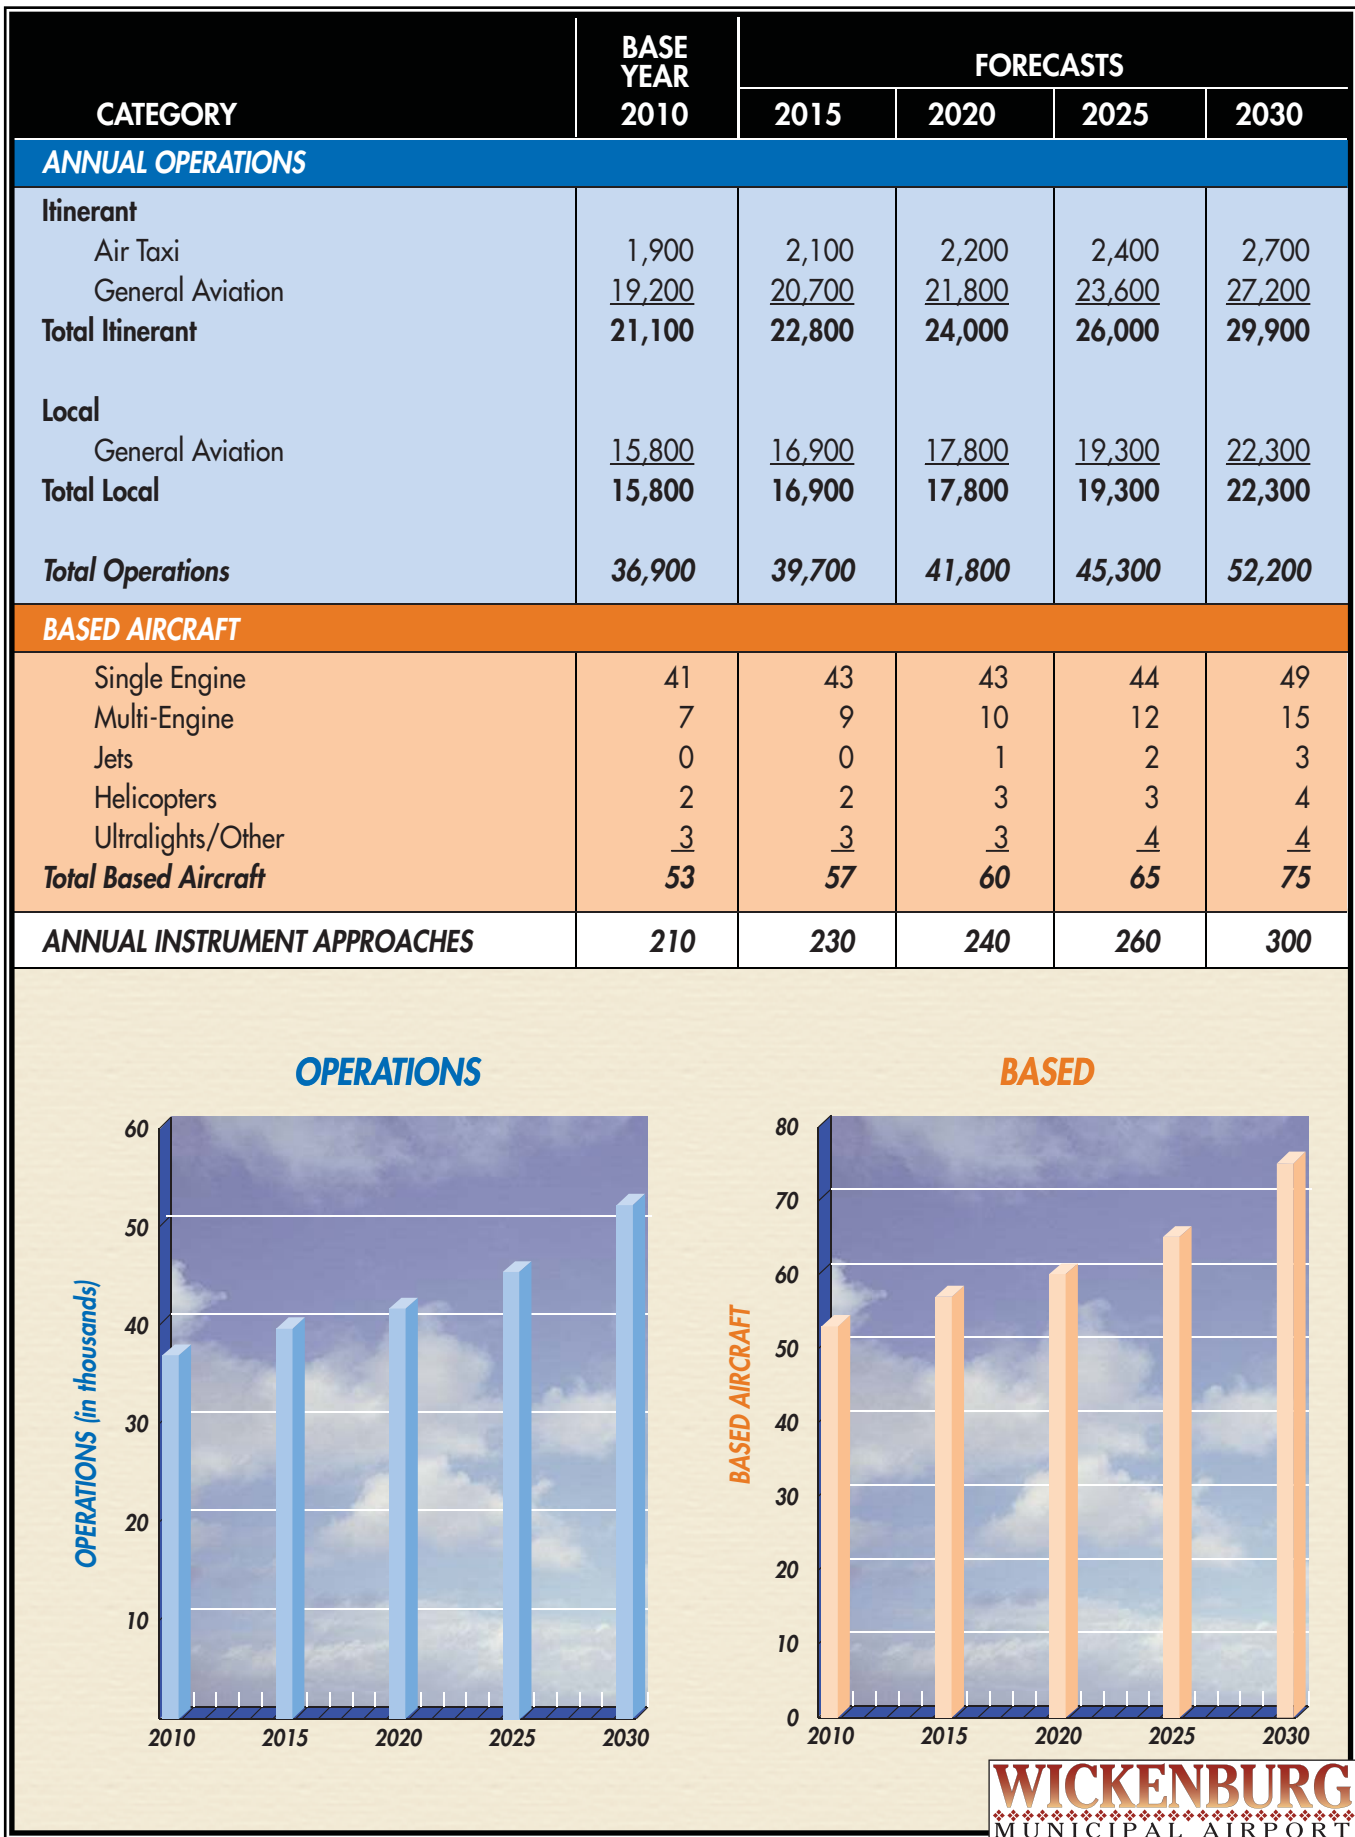 CATEGORY BASE YEAR 2010 FORECASTS 2015 2020 2025 2030
ANNUAL OPERATIONS
Itinerant
Air Taxi 1,900 2,100 2,200 2,400 2,700
General Aviation 19,200 20,700 21,800 23,600 27,200
Total Itinerant 21,100 22,800 24,000 26,000 29,900
Local
General Aviation 15,800 16,900 17,800 19,300 22,300
Total Local 15,800 16,900 17,800 19,300 22,300
Total Operations 36,900 39,700 41,800 45,300 52,200
BASED AIRCRAFT
Single Engine 41 43 43 44 49
Multi-Engine 7 9 10 12 15
Jets 0 0 1 2 3
Helicopters 2 2 3 3 4
Ultralights/Other 3 3 3 4 4
Total Based Aircraft 53 57 60 65 75
ANNUAL INSTRUMENT APPROACHES 210 230 240 260 300
OPERATIONS
OPERATIONS (in thousands)
60
50
40
30
20
10
2010 2015 2020 2025 2030
BASED
BASED AIRCRAFT
80
70
60
50
40
30
20
10
0
2010 2015 2020 2025 2030
WICKENBURG
MUNICIPAL AIRPORT